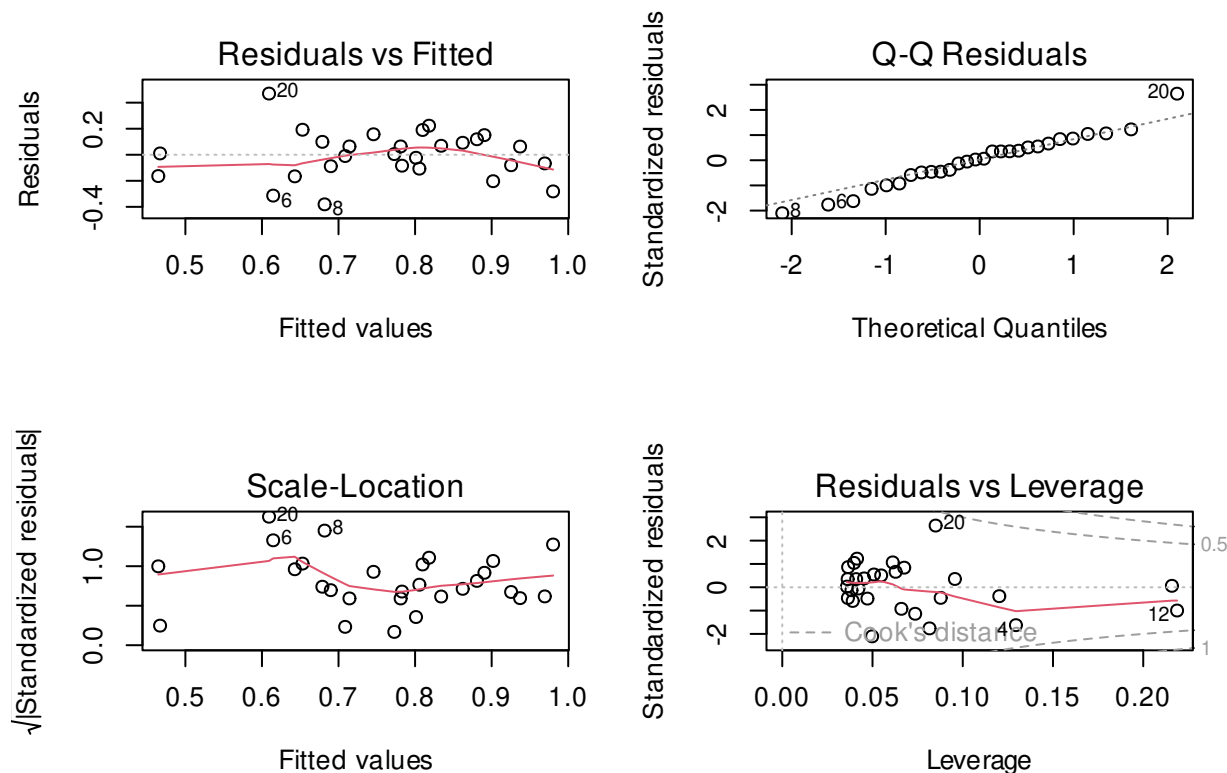 Residuals vs Fitted
Residuals
-0.4 0.2
20
6
8
0.5 0.6 0.7 0.8 0.9 1.0
Fitted values
Q-Q Residuals
Standardized residuals
-2 0 2
20
8
6
-2 -1 0 1 2
Theoretical Quantiles
Scale-Location
√|Standardized residuals|
0.0 1.0
20
8
6
0.5 0.6 0.7 0.8 0.9 1.0
Fitted values
Residuals vs Leverage
Standardized residuals
-2 0 2
20
12
4
Cook's distance
0.5
1
0.00 0.05 0.10 0.15 0.20
Leverage